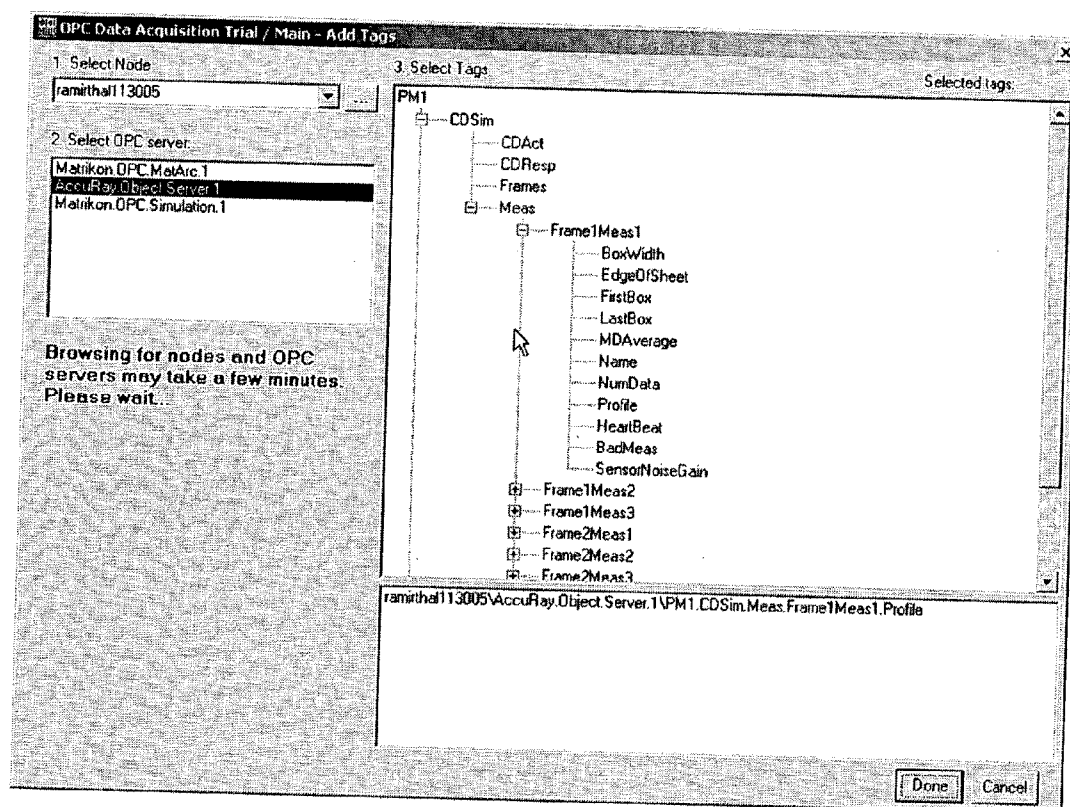 OPC Data Acquisition Trial / Main - Add Tags
1. Select Node
ramirthal113005
...
2. Select OPC server:
Matrikon.OPC.MatArc.1
AccuRay.Object.Server.1
Matrikon.OPC.Simulation.1
Browsing for nodes and OPC
servers may take a few minutes.
Please wait...
3. Select Tags
Selected tags:
PM1
CDSim
CDAct
CDResp
Frames
Meas
Frame1Meas1
BoxWidth
EdgeOfSheet
FirstBox
LastBox
MDAverage
Name
NumData
Profile
HeartBeat
BadMeas
SensorNoiseGain
Frame1Meas2
Frame1Meas3
Frame2Meas1
Frame2Meas2
Frame2Meas3
ramirthal113005\AccuRay.Object.Server.1\PM1.CDSim.Meas.Frame1Meas1.Profile
Done
Cancel